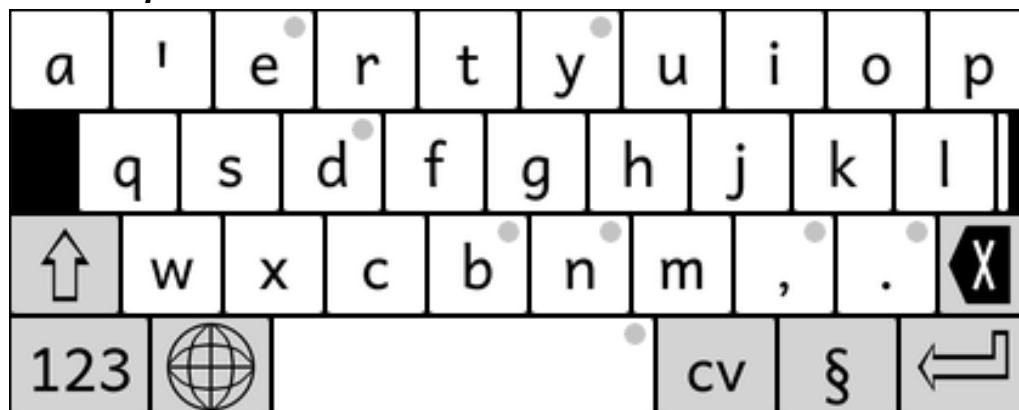 a ꞌ e r t y u i o p
q s d f g h j k l
w x c b n m , . X
123 cv §